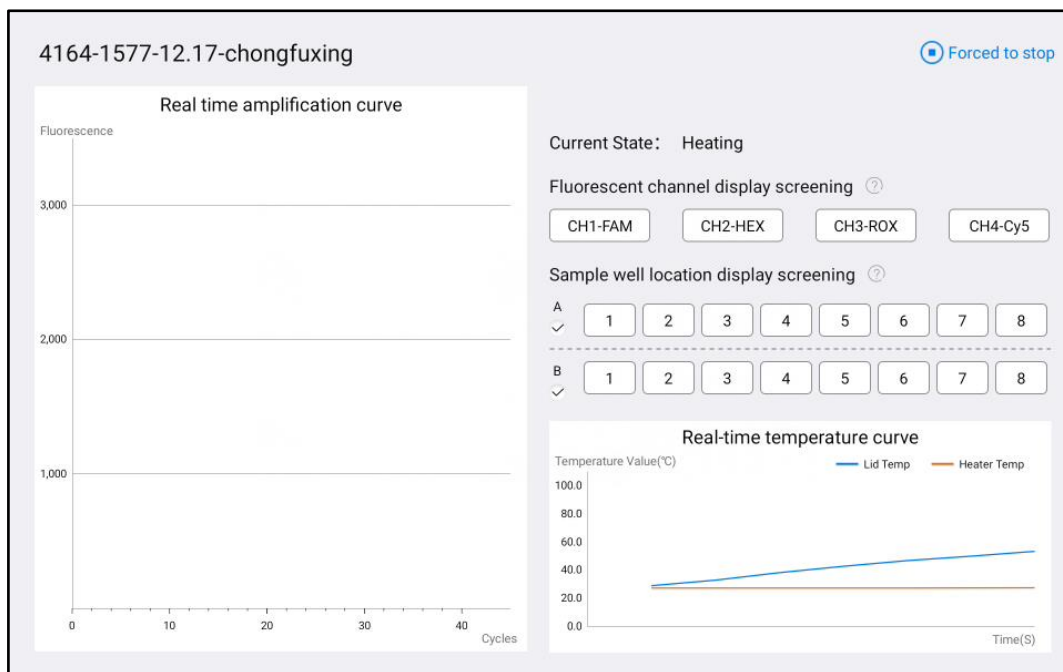 4164-1577-12.17-chongfuxing
Forced to stop
Real time amplification curve
Fluorescence
3,000
2,000
1,000
0 10 20 30 40
Cycles
Current State： Heating
Fluorescent channel display screening ?
CH1-FAM CH2-HEX CH3-ROX CH4-Cy5
Sample well location display screening ?
A
1 2 3 4 5 6 7 8
B
1 2 3 4 5 6 7 8
Real-time temperature curve
Temperature Value(℃)
Lid Temp Heater Temp
100.0
80.0
60.0
40.0
20.0
0.0
Time(S)